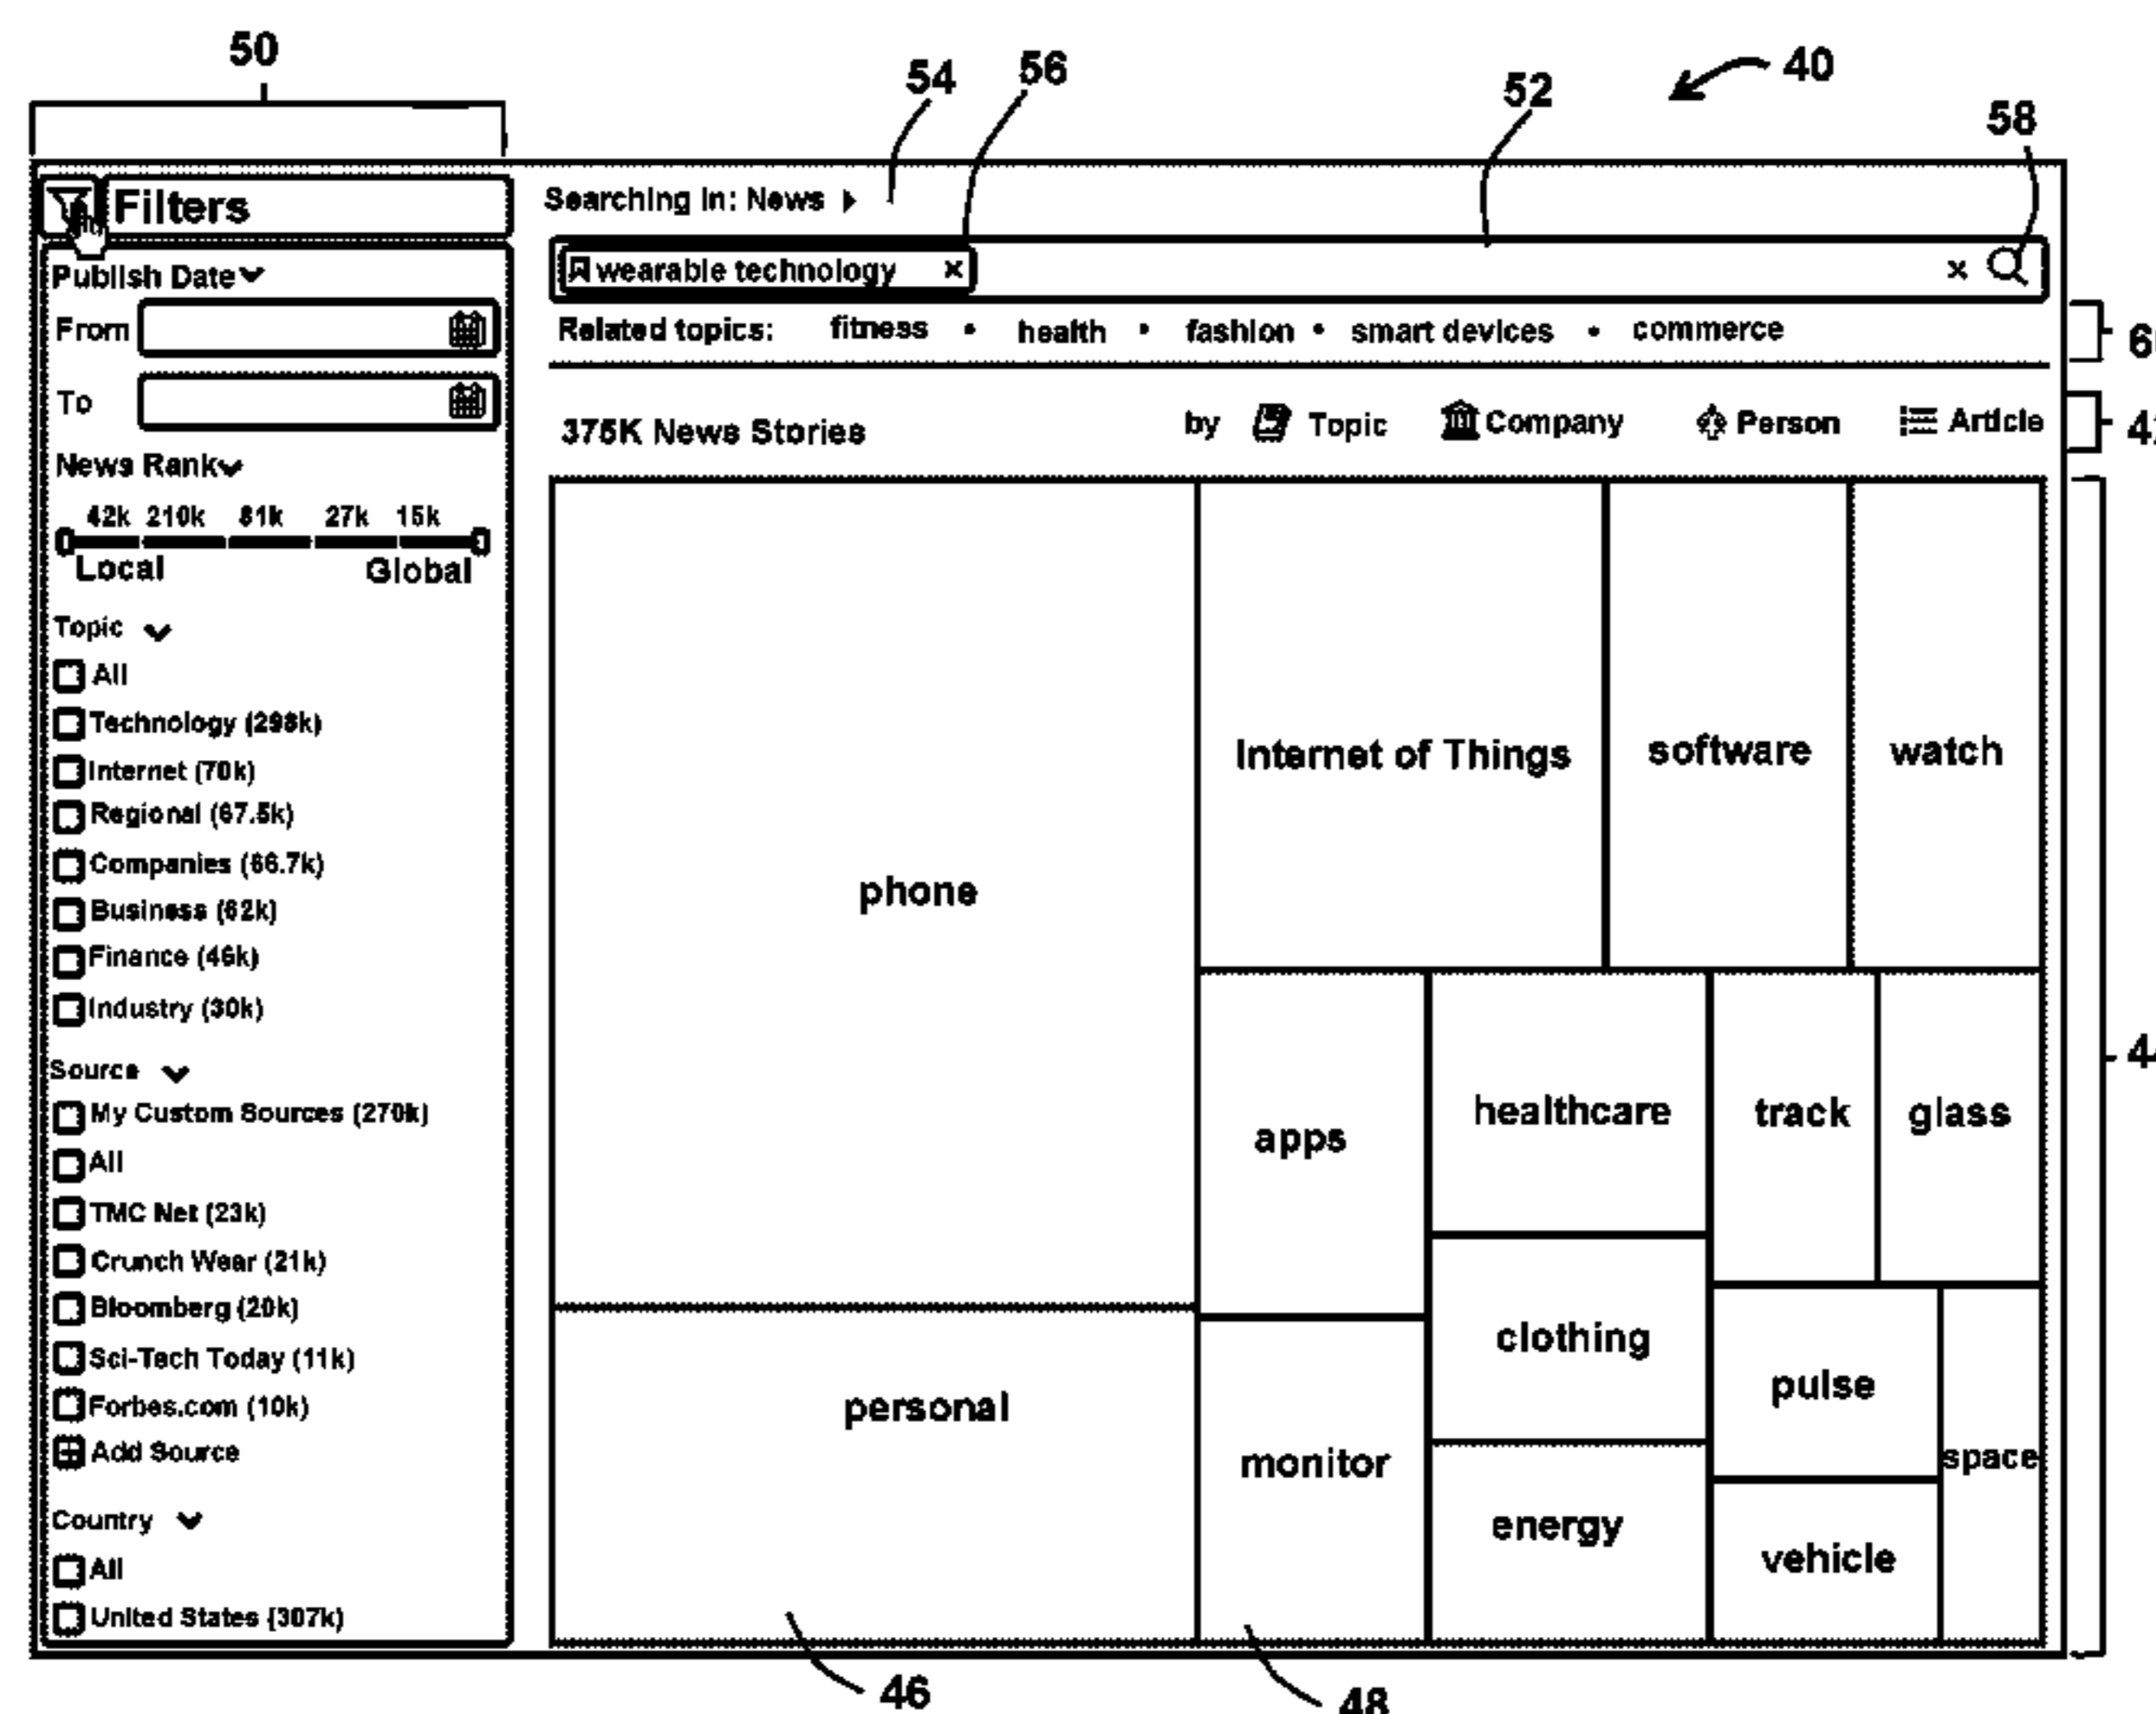 50
54 56 52 40
58
Filters
Publish Date
From
To
News Rank
42k 210k 81k 27k 15k
Local Global
Topic
All
Technology (298k)
Internet (70k)
Regional (67.5k)
Companies (66.7k)
Business (62k)
Finance (46k)
Industry (30k)
Source
My Custom Sources (270k)
All
TMC Net (23k)
Crunch Wear (21k)
Bloomberg (20k)
Sci-Tech Today (11k)
Forbes.com (10k)
Add Source
Country
All
United States (307k)
Searching in: News
wearable technology x
x
Related topics: fitness • health • fashion • smart devices • commerce
6
375K News Stories by Topic Company Person Article
4
phone
Internet of Things software watch
apps healthcare track glass
44
clothing
personal
pulse
monitor
space
energy
vehicle
46 48